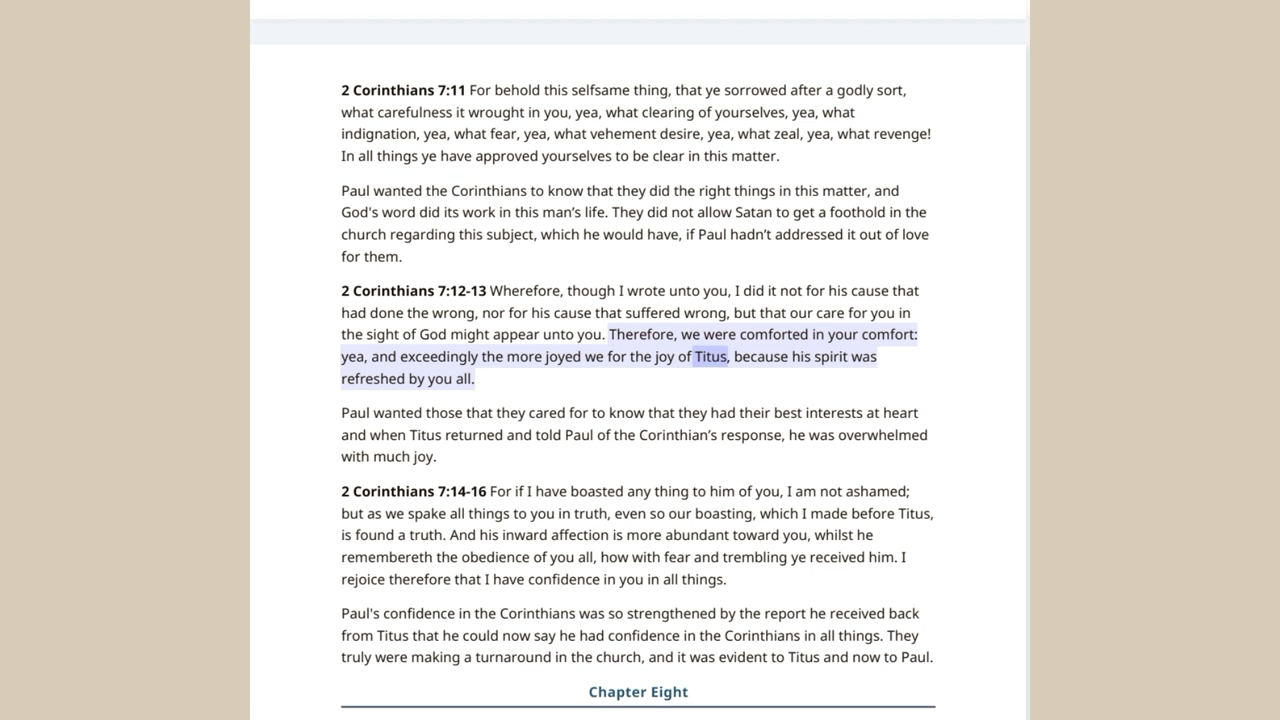 2 Corinthians 7:11 For behold this selfsame thing, that ye sorrowed after a godly sort,
what carefulness it wrought in you, yea, what clearing of yourselves, yea, what
indignation, yea, what fear, yea, what vehement desire, yea, what zeal, yea, what revenge!
In all things ye have approved yourselves to be clear in this matter.
Paul wanted the Corinthians to know that they did the right things in this matter, and
God's word did its work in this man’s life. They did not allow Satan to get a foothold in the
church regarding this subject, which he would have, if Paul hadn’t addressed it out of love
for them.
2 Corinthians 7:12-13 Wherefore, though I wrote unto you, I did it not for his cause that
had done the wrong, nor for his cause that suffered wrong, but that our care for you in
the sight of God might appear unto you. Therefore, we were comforted in your comfort:
yea, and exceedingly the more joyed we for the joy of Titus, because his spirit was
refreshed by you all.
Paul wanted those that they cared for to know that they had their best interests at heart
and when Titus returned and told Paul of the Corinthian’s response, he was overwhelmed
with much joy.
2 Corinthians 7:14-16 For if I have boasted any thing to him of you, I am not ashamed;
but as we spake all things to you in truth, even so our boasting, which I made before Titus,
is found a truth. And his inward affection is more abundant toward you, whilst he
remembereth the obedience of you all, how with fear and trembling ye received him. I
rejoice therefore that I have confidence in you in all things.
Paul's confidence in the Corinthians was so strengthened by the report he received back
from Titus that he could now say he had confidence in the Corinthians in all things. They
truly were making a turnaround in the church, and it was evident to Titus and now to Paul.
Chapter Eight